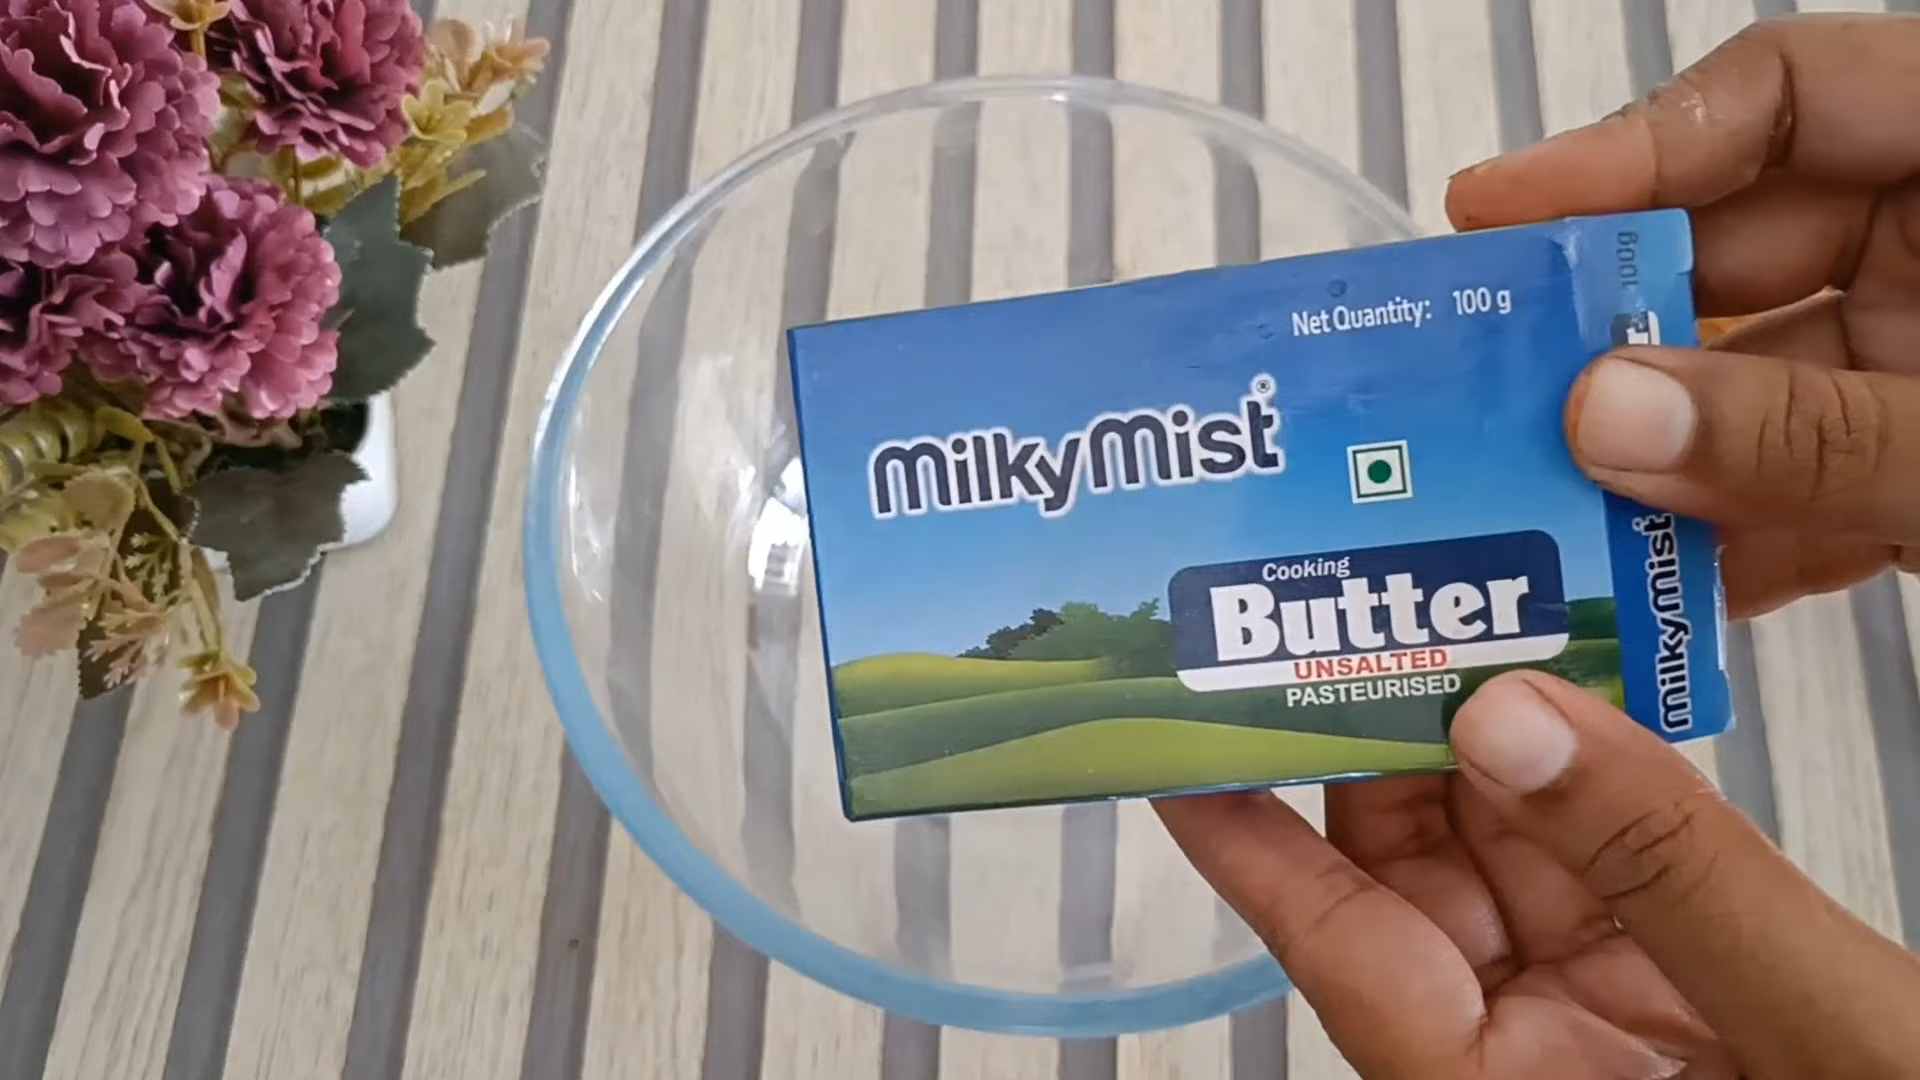 Net Quantity: 100 g
100g
milkymist®
Cooking
Butter
UNSALTED
PASTEURISED
milkymist